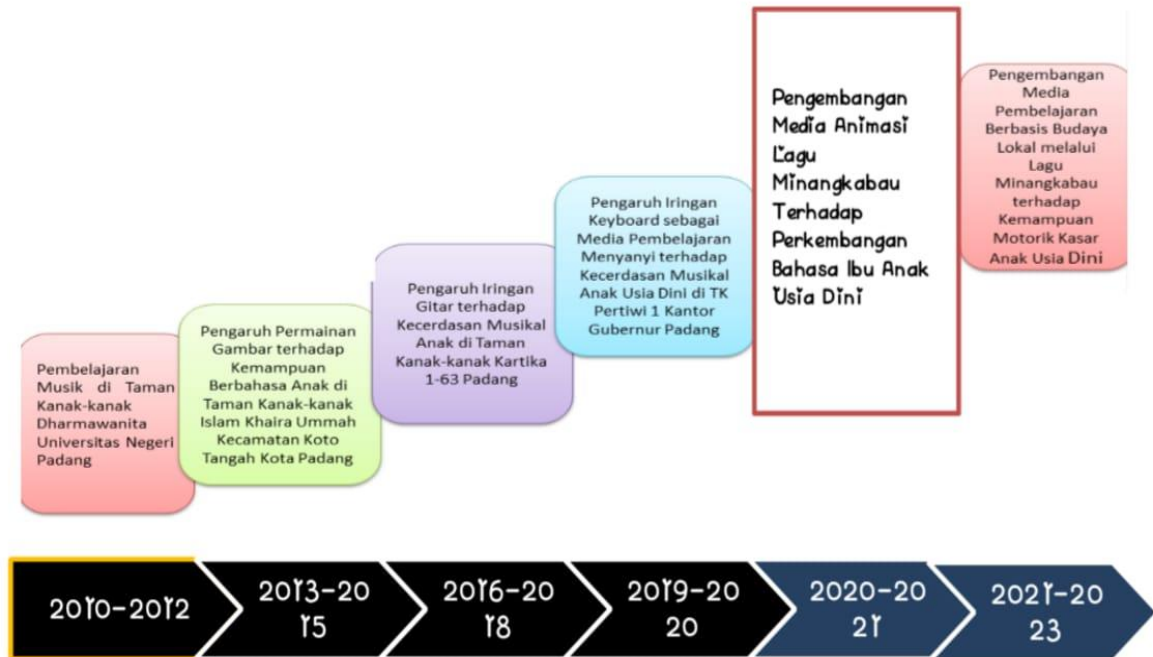 Pembelajaran
Musik di Taman
Kanak-kanak
Dharmawanita
Universitas Negeri
Padang
Pengaruh Permainan
Gambar terhadap
Kemampuan
Berbahasa Anak di
Taman Kanak-kanak
Islam Khaira Ummah
Kecamatan Koto
Tangah Kota Padang
Pengaruh Iringan
Gitar terhadap
Kecerdasan Musikal
Anak di Taman
Kanak-kanak Kartika
1-63 Padang
Pengaruh Iringan
Keyboard sebagai
Media Pembelajaran
Menyanyi terhadap
Kecerdasan Musikal
Anak Usia Dini di TK
Pertiwi 1 Kantor
Gubernur Padang
Pengembangan
Media Animasi
Lagu
Minangkabau
Terhadap
Perkembangan
Bahasa Ibu Anak
Usia Dini
Pengembangan
Media
Pembelajaran
Berbasis Budaya
Lokal melalui
Lagu
Minangkabau
terhadap
Kemampuan
Motorik Kasar
Anak Usia Dini
2010-2012
2013-20
15
2016-20
18
2019-20
20
2020-20
21
2021-20
23